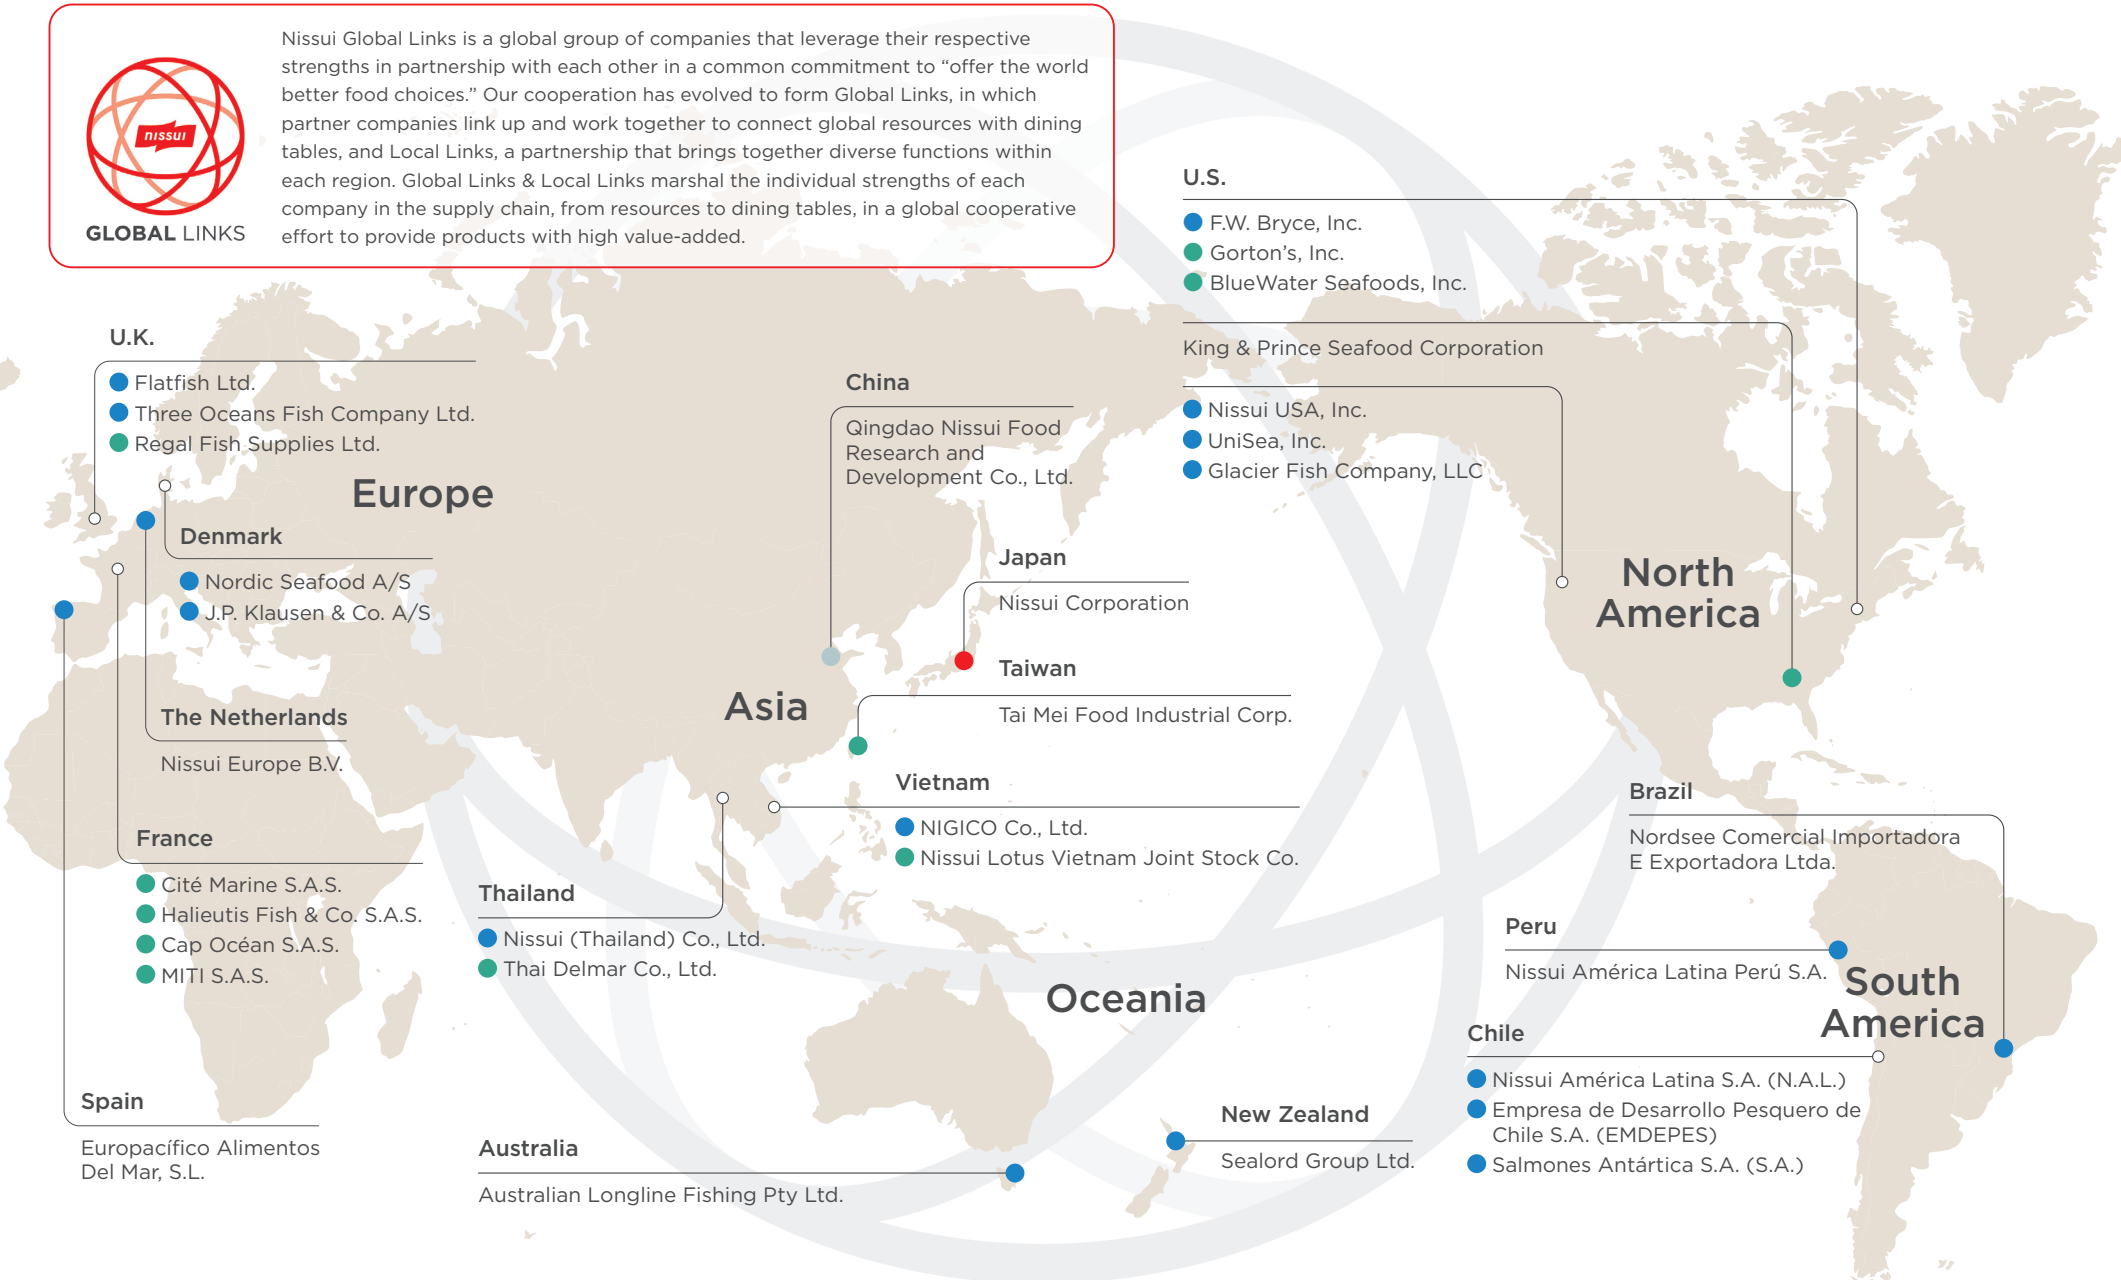 Nissui Global Links is a global group of companies that leverage their respective
strengths in partnership with each other in a common commitment to “offer the world
better food choices.” Our cooperation has evolved to form Global Links, in which
partner companies link up and work together to connect global resources with dining
tables, and Local Links, a partnership that brings together diverse functions within
each region. Global Links & Local Links marshal the individual strengths of each
company in the supply chain, from resources to dining tables, in a global cooperative
effort to provide products with high value-added.
nissui
GLOBAL LINKS
U.S.
F.W. Bryce, Inc.
Gorton’s, Inc.
BlueWater Seafoods, Inc.
King & Prince Seafood Corporation
Nissui USA, Inc.
UniSea, Inc.
Glacier Fish Company, LLC
North
America
U.K.
Flatfish Ltd.
Three Oceans Fish Company Ltd.
Regal Fish Supplies Ltd.
Europe
Denmark
Nordic Seafood A/S
J.P. Klausen & Co. A/S
The Netherlands
Nissui Europe B.V.
France
Cité Marine S.A.S.
Halieutis Fish & Co. S.A.S.
Cap Océan S.A.S.
MITI S.A.S.
Spain
Europacífico Alimentos
Del Mar, S.L.
China
Qingdao Nissui Food
Research and
Development Co., Ltd.
Japan
Nissui Corporation
Asia
Taiwan
Tai Mei Food Industrial Corp.
Vietnam
NIGICO Co., Ltd.
Nissui Lotus Vietnam Joint Stock Co.
Thailand
Nissui (Thailand) Co., Ltd.
Thai Delmar Co., Ltd.
Oceania
Australia
Australian Longline Fishing Pty Ltd.
New Zealand
Sealord Group Ltd.
Brazil
Nordsee Comercial Importadora
E Exportadora Ltda.
Peru
Nissui América Latina Perú S.A.
South
America
Chile
Nissui América Latina S.A. (N.A.L.)
Empresa de Desarrollo Pesquero de
Chile S.A. (EMDEPES)
Salmones Antártica S.A. (S.A.)